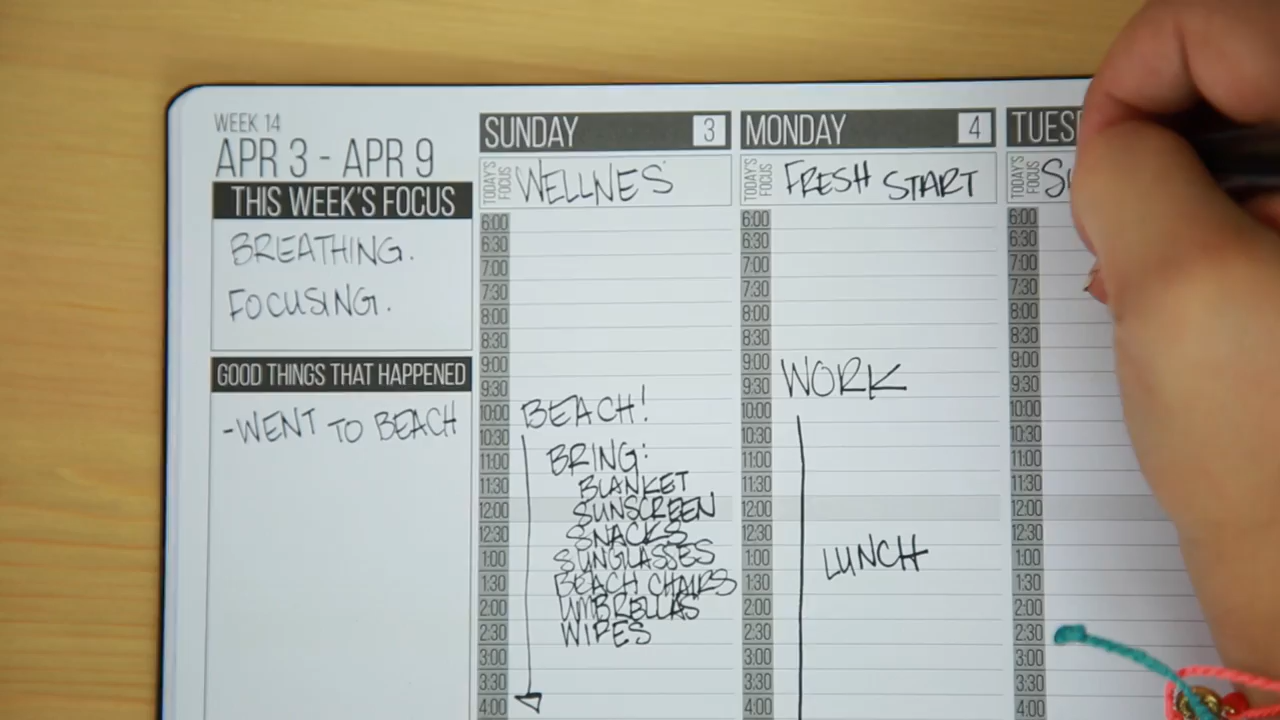 WEEK 14
APR 3 - APR 9
THIS WEEK'S FOCUS
BREATHING.
FOCUSING.
GOOD THINGS THAT HAPPENED
-WENT TO BEACH
SUNDAY 3
TODAY'S FOCUS
WELLNES
6:00
6:30
7:00
7:30
8:00
8:30
9:00
9:30
10:00 BEACH!
10:30
11:00 BRING:
11:30 BLANKET
12:00 SUNSCREEN
12:30 SNACKS
1:00 SUNGLASSES
1:30 BEACH CHAIRS
2:00 UMBRELLAS
2:30 WIPES
3:00
3:30
4:00
MONDAY 4
TODAY'S FOCUS
FRESH START
6:00
6:30
7:00
7:30
8:00
8:30
9:00
9:30 WORK
10:00
10:30
11:00
11:30
12:00
12:30
1:00 LUNCH
1:30
2:00
2:30
3:00
3:30
4:00
TUES
TODAY'S FOCUS
6:00
6:30
7:00
7:30
8:00
8:30
9:00
9:30
10:00
10:30
11:00
11:30
12:00
12:30
1:00
1:30
2:00
2:30
3:00
3:30
4:00